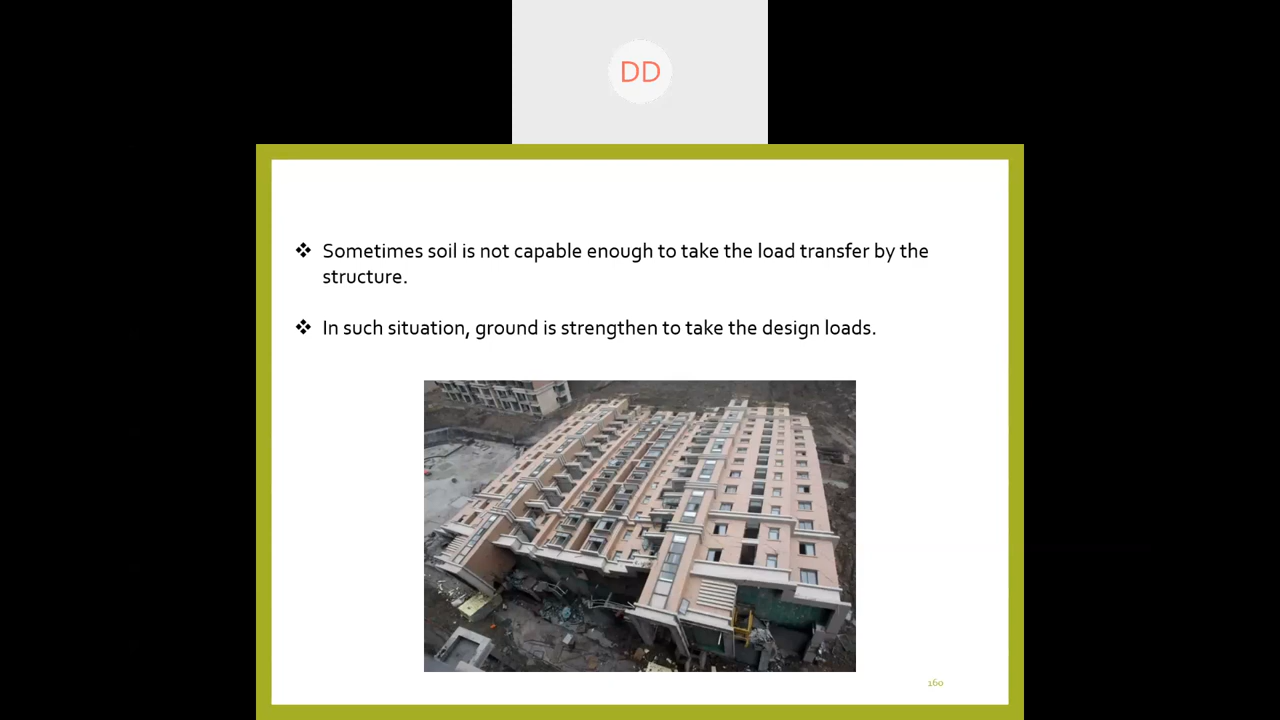 DD
❖ Sometimes soil is not capable enough to take the load transfer by the
structure.
❖ In such situation, ground is strengthen to take the design loads.
160